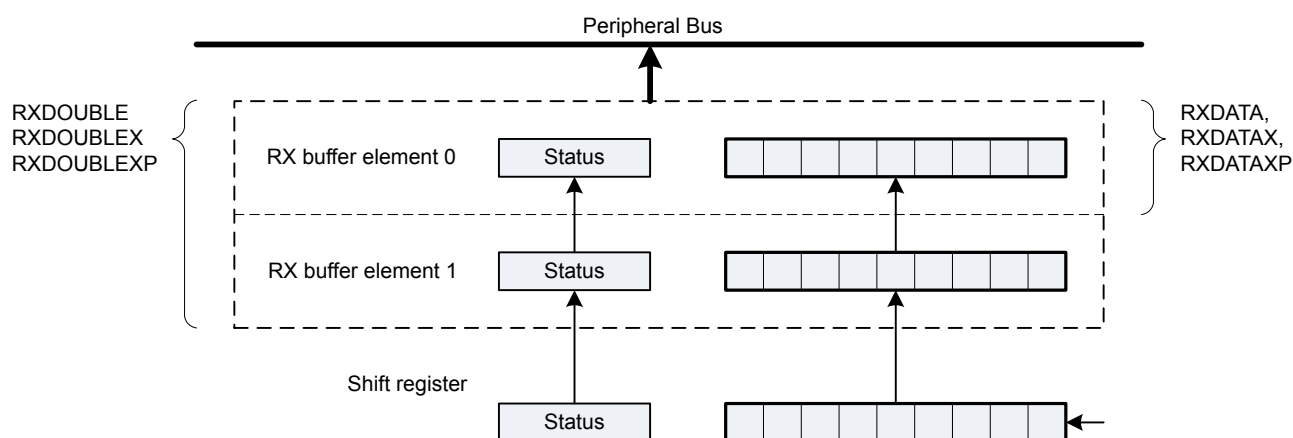 Peripheral Bus
RXDOUBLE
RXDOUBLEX
RXDOUBLEXP
RX buffer element 0
Status
RXDATA,
RXDATAX,
RXDATAXP
RX buffer element 1
Status
Shift register
Status